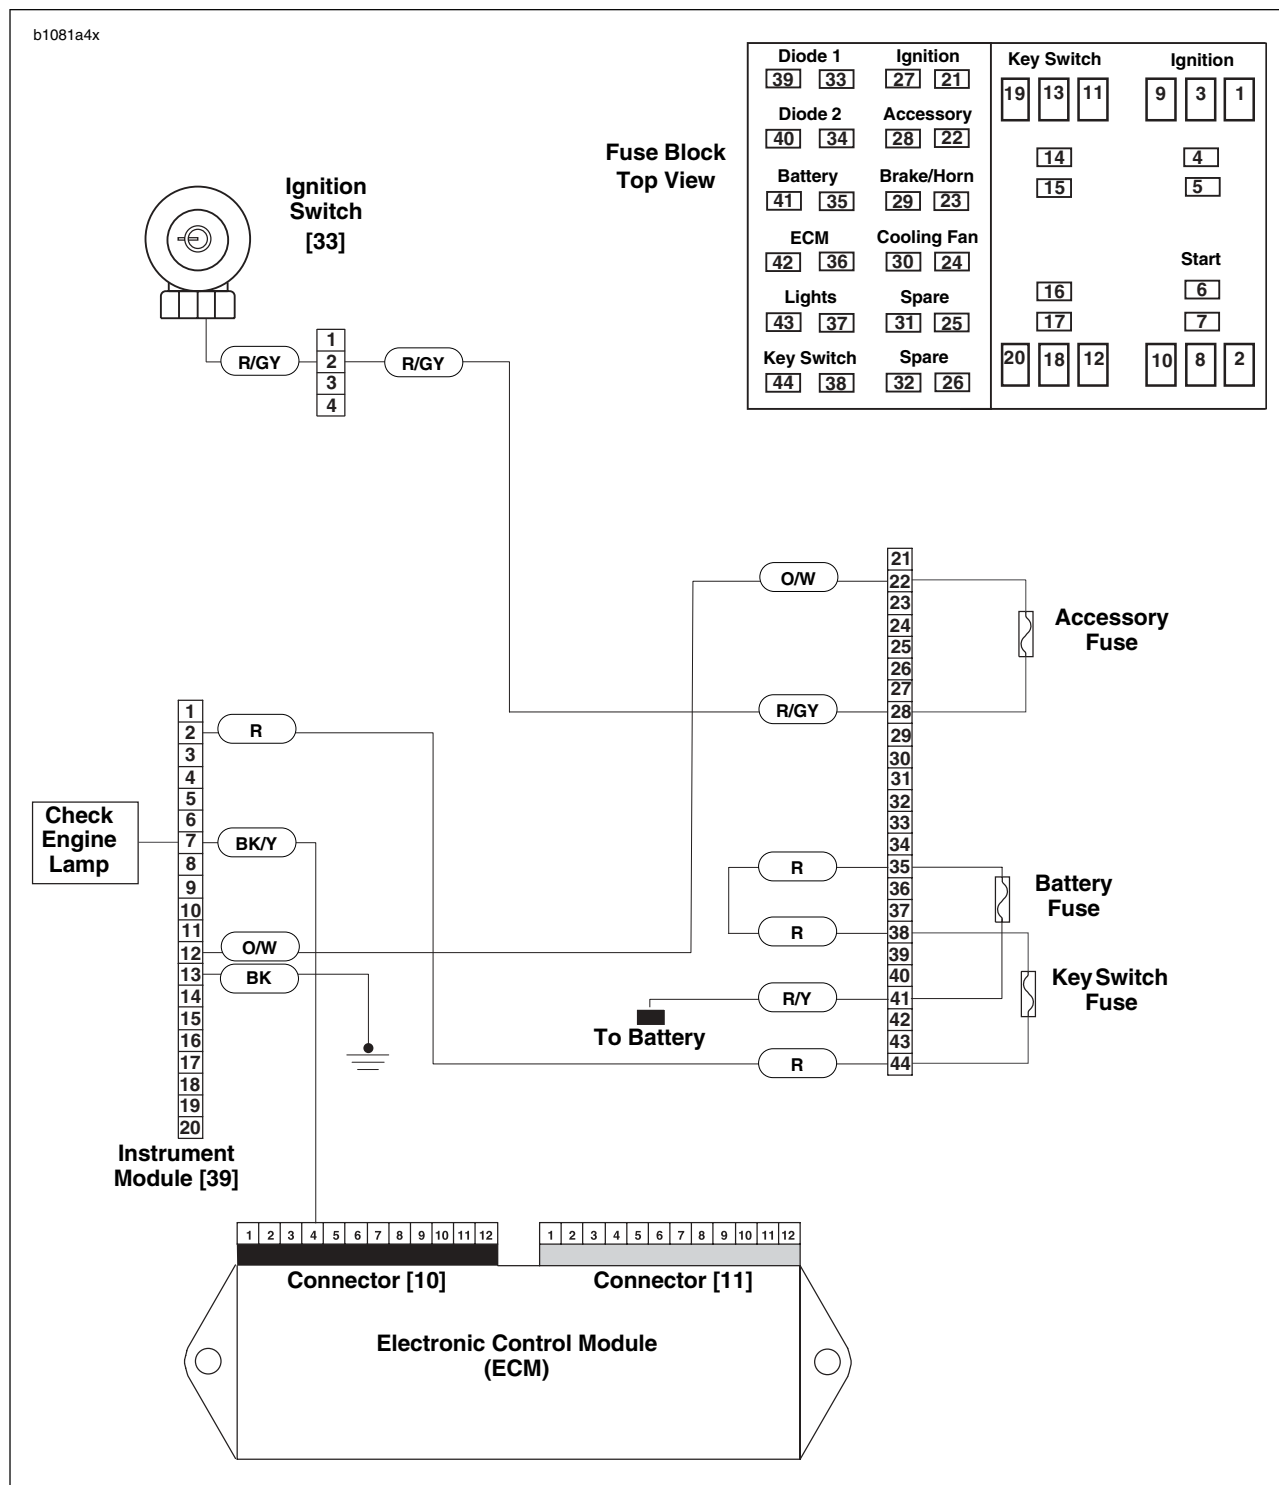 b1081a4x
Fuse Block
Top View
Diode 1 Ignition
39 33 27 21
Diode 2 Accessory
40 34 28 22
Battery Brake/Horn
41 35 29 23
ECM Cooling Fan
42 36 30 24
Lights Spare
43 37 31 25
Key Switch Spare
44 38 32 26
Key Switch Ignition
19 13 11 9 3 1
14 4
15 5
Start
16 6
17 7
20 18 12 10 8 2
Ignition
Switch
[33]
R/GY
1
2
3
4
R/GY
O/W
R/GY
R
R
R/Y
To Battery
R
21
22
23
24
25
26
27
28
29
30
31
32
33
34
35
36
37
38
39
40
41
42
43
44
Accessory
Fuse
Battery
Fuse
Key Switch
Fuse
Check
Engine
Lamp
1
2
3
4
5
6
7
8
9
10
11
12
13
14
15
16
17
18
19
20
R
BK/Y
O/W
BK
Instrument
Module [39]
1 2 3 4 5 6 7 8 9 10 11 12
1 2 3 4 5 6 7 8 9 10 11 12
Connector [10]
Connector [11]
Electronic Control Module
(ECM)